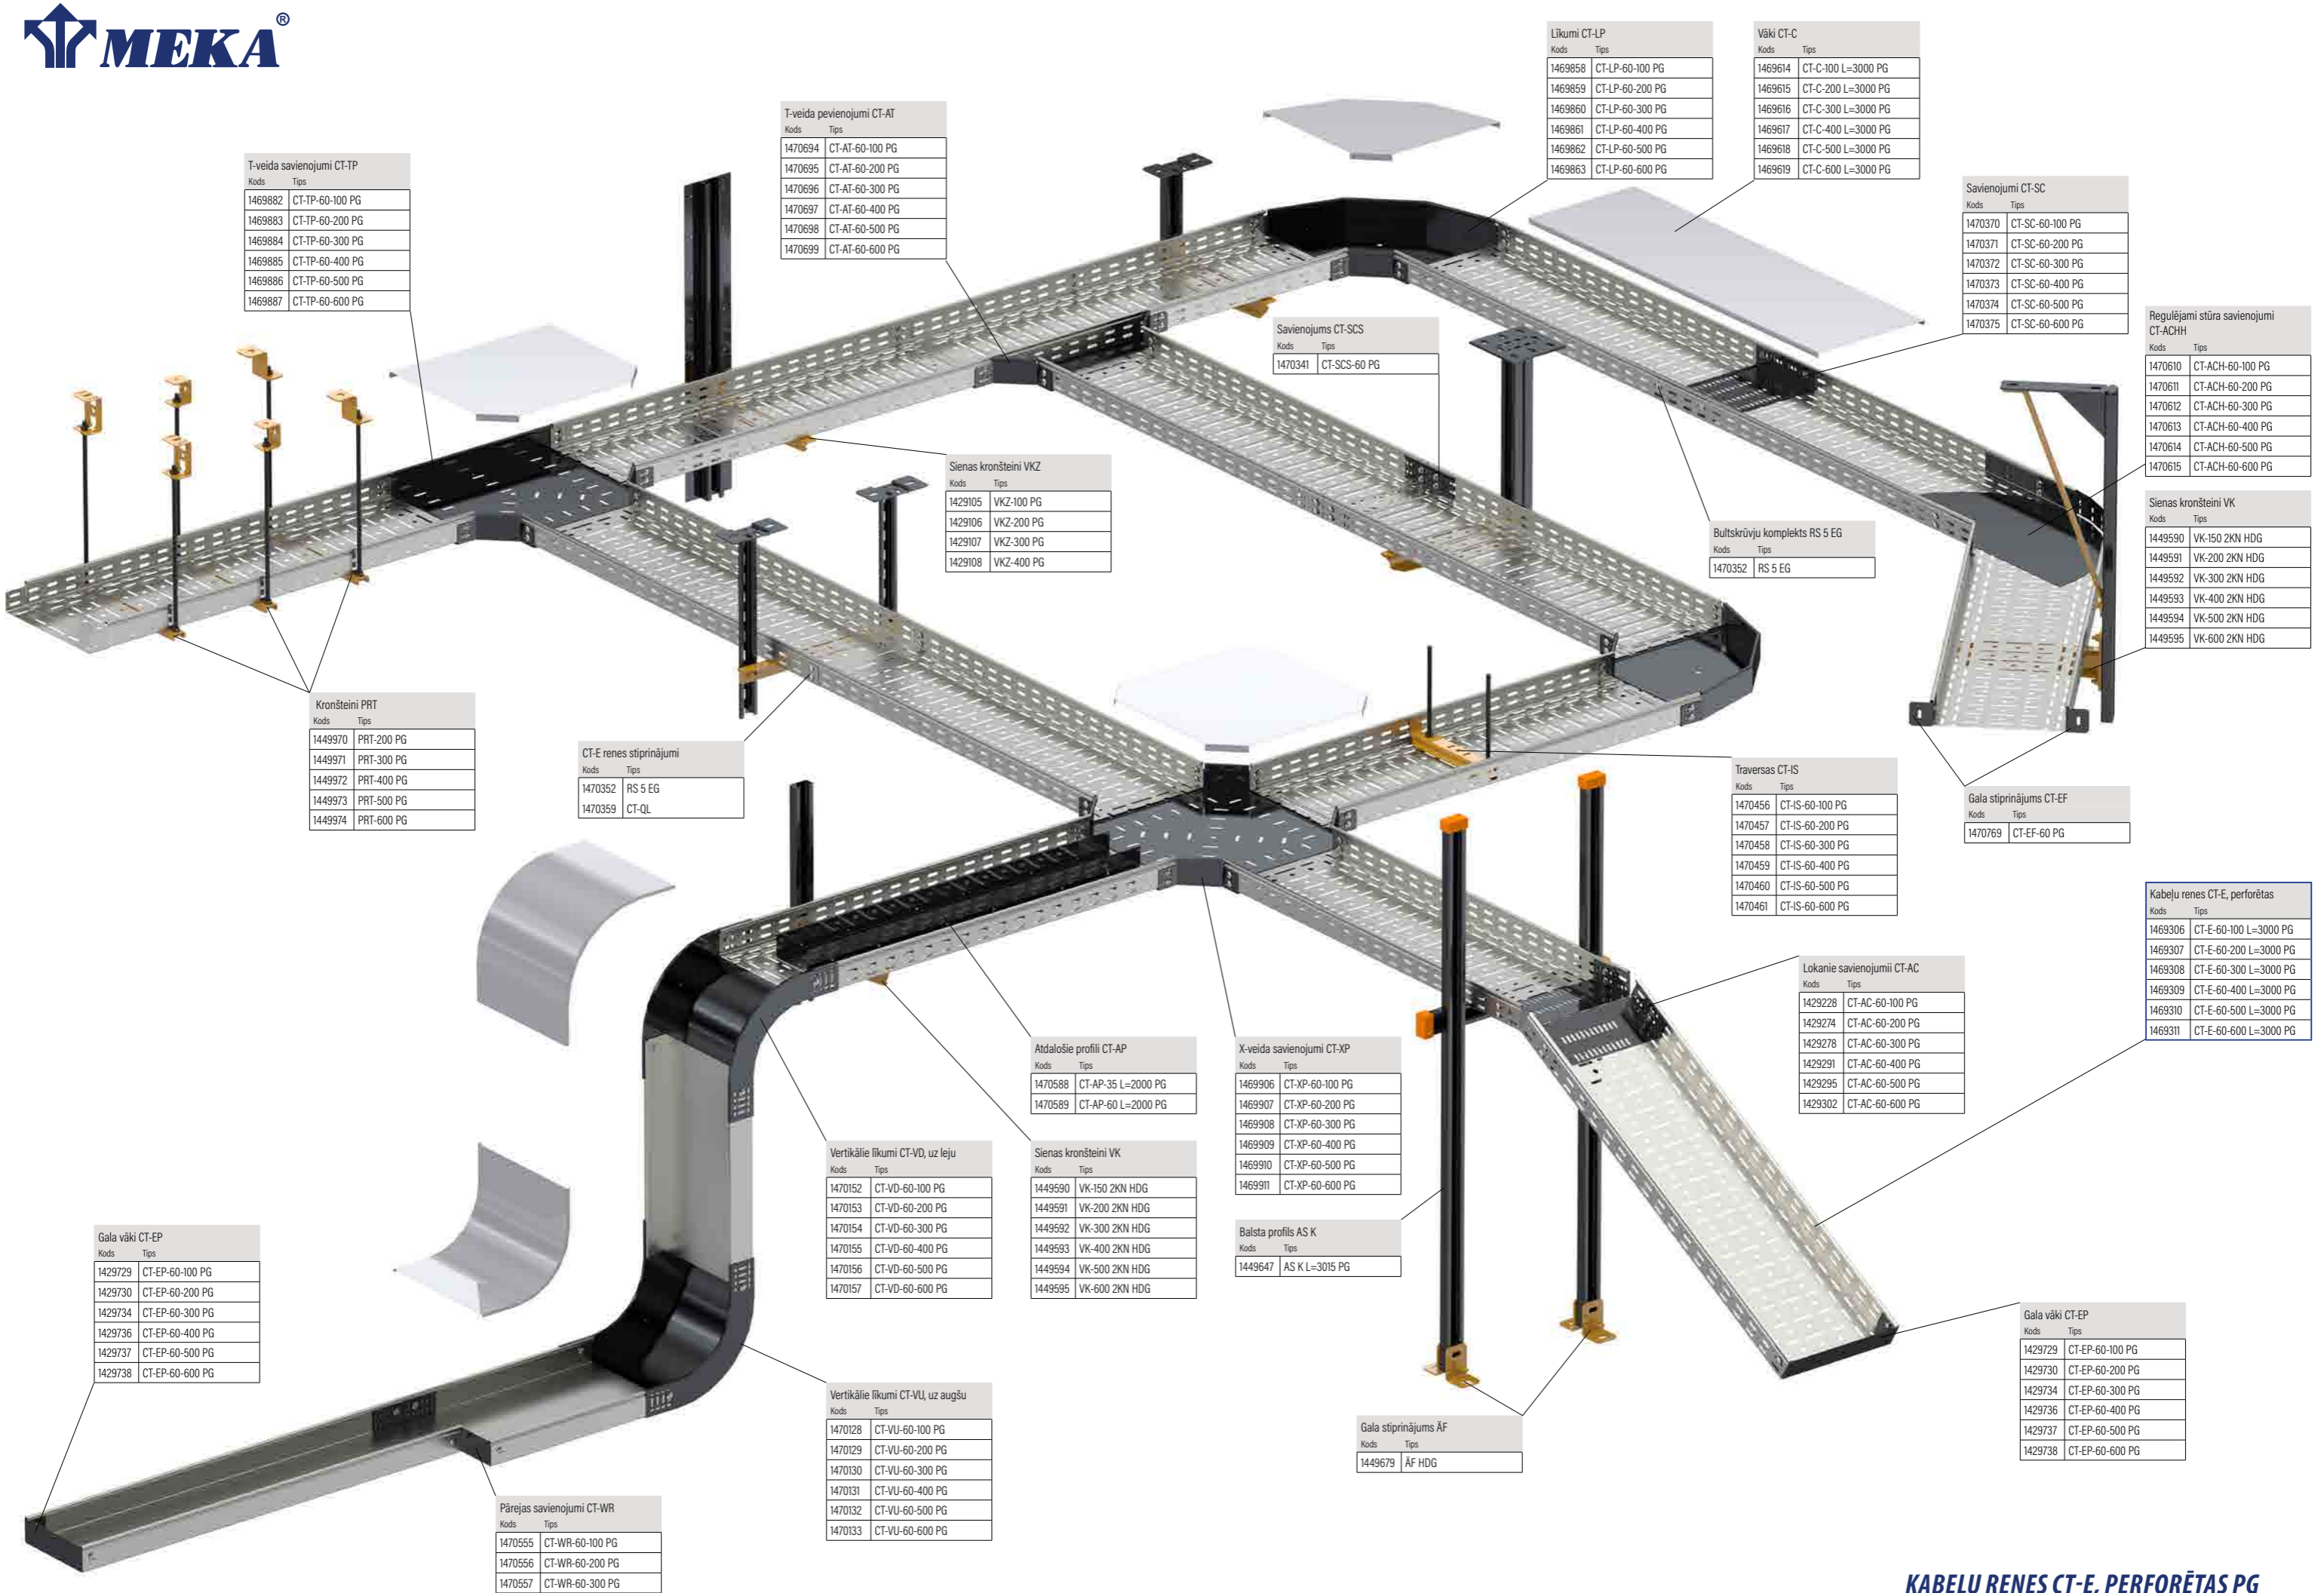 MEKA®
Līkumi CT-LP
Kods Tips
1469858 CT-LP-60-100 PG
1469859 CT-LP-60-200 PG
1469860 CT-LP-60-300 PG
1469861 CT-LP-60-400 PG
1469862 CT-LP-60-500 PG
1469863 CT-LP-60-600 PG
Vāki CT-C
Kods Tips
1469614 CT-C-100 L=3000 PG
1469615 CT-C-200 L=3000 PG
1469616 CT-C-300 L=3000 PG
1469617 CT-C-400 L=3000 PG
1469618 CT-C-500 L=3000 PG
1469619 CT-C-600 L=3000 PG
T-veida pevienojumi CT-AT
Kods Tips
1470694 CT-AT-60-100 PG
1470695 CT-AT-60-200 PG
1470696 CT-AT-60-300 PG
1470697 CT-AT-60-400 PG
1470698 CT-AT-60-500 PG
1470699 CT-AT-60-600 PG
T-veida savienojumi CT-TP
Kods Tips
1469882 CT-TP-60-100 PG
1469883 CT-TP-60-200 PG
1469884 CT-TP-60-300 PG
1469885 CT-TP-60-400 PG
1469886 CT-TP-60-500 PG
1469887 CT-TP-60-600 PG
Savienojumi CT-SC
Kods Tips
1470370 CT-SC-60-100 PG
1470371 CT-SC-60-200 PG
1470372 CT-SC-60-300 PG
1470373 CT-SC-60-400 PG
1470374 CT-SC-60-500 PG
1470375 CT-SC-60-600 PG
Regulējami stūra savienojumi
CT-ACHH
Kods Tips
1470610 CT-ACH-60-100 PG
1470611 CT-ACH-60-200 PG
1470612 CT-ACH-60-300 PG
1470613 CT-ACH-60-400 PG
1470614 CT-ACH-60-500 PG
1470615 CT-ACH-60-600 PG
Savienojums CT-SCS
Kods Tips
1470341 CT-SCS-60 PG
Sienas kronšteini VKZ
Kods Tips
1429105 VKZ-100 PG
1429106 VKZ-200 PG
1429107 VKZ-300 PG
1429108 VKZ-400 PG
Sienas kronšteini VK
Kods Tips
1449590 VK-150 2KN HDG
1449591 VK-200 2KN HDG
1449592 VK-300 2KN HDG
1449593 VK-400 2KN HDG
1449594 VK-500 2KN HDG
1449595 VK-600 2KN HDG
Bultskrūvju komplekts RS 5 EG
Kods Tips
1470352 RS 5 EG
Kronšteini PRT
Kods Tips
1449970 PRT-200 PG
1449971 PRT-300 PG
1449972 PRT-400 PG
1449973 PRT-500 PG
1449974 PRT-600 PG
CT-E renes stiprinājumi
Kods Tips
1470352 RS 5 EG
1470359 CT-QL
Traversas CT-IS
Kods Tips
1470456 CT-IS-60-100 PG
1470457 CT-IS-60-200 PG
1470458 CT-IS-60-300 PG
1470459 CT-IS-60-400 PG
1470460 CT-IS-60-500 PG
1470461 CT-IS-60-600 PG
Gala stiprinājums CT-EF
Kods Tips
1470769 CT-EF-60 PG
Kabeļu renes CT-E, perforētas
Kods Tips
1469306 CT-E-60-100 L=3000 PG
1469307 CT-E-60-200 L=3000 PG
1469308 CT-E-60-300 L=3000 PG
1469309 CT-E-60-400 L=3000 PG
1469310 CT-E-60-500 L=3000 PG
1469311 CT-E-60-600 L=3000 PG
Lokanie savienojumii CT-AC
Kods Tips
1429228 CT-AC-60-100 PG
1429274 CT-AC-60-200 PG
1429278 CT-AC-60-300 PG
1429291 CT-AC-60-400 PG
1429295 CT-AC-60-500 PG
1429302 CT-AC-60-600 PG
Atdalošie profili CT-AP
Kods Tips
1470588 CT-AP-35 L=2000 PG
1470589 CT-AP-60 L=2000 PG
X-veida savienojumi CT-XP
Kods Tips
1469906 CT-XP-60-100 PG
1469907 CT-XP-60-200 PG
1469908 CT-XP-60-300 PG
1469909 CT-XP-60-400 PG
1469910 CT-XP-60-500 PG
1469911 CT-XP-60-600 PG
Vertikālie līkumi CT-VD, uz leju
Kods Tips
1470152 CT-VD-60-100 PG
1470153 CT-VD-60-200 PG
1470154 CT-VD-60-300 PG
1470155 CT-VD-60-400 PG
1470156 CT-VD-60-500 PG
1470157 CT-VD-60-600 PG
Sienas kronšteini VK
Kods Tips
1449590 VK-150 2KN HDG
1449591 VK-200 2KN HDG
1449592 VK-300 2KN HDG
1449593 VK-400 2KN HDG
1449594 VK-500 2KN HDG
1449595 VK-600 2KN HDG
Balsta profils AS K
Kods Tips
1449647 AS K L=3015 PG
Gala vāki CT-EP
Kods Tips
1429729 CT-EP-60-100 PG
1429730 CT-EP-60-200 PG
1429734 CT-EP-60-300 PG
1429736 CT-EP-60-400 PG
1429737 CT-EP-60-500 PG
1429738 CT-EP-60-600 PG
Gala vāki CT-EP
Kods Tips
1429729 CT-EP-60-100 PG
1429730 CT-EP-60-200 PG
1429734 CT-EP-60-300 PG
1429736 CT-EP-60-400 PG
1429737 CT-EP-60-500 PG
1429738 CT-EP-60-600 PG
Vertikālie līkumi CT-VU, uz augšu
Kods Tips
1470128 CT-VU-60-100 PG
1470129 CT-VU-60-200 PG
1470130 CT-VU-60-300 PG
1470131 CT-VU-60-400 PG
1470132 CT-VU-60-500 PG
1470133 CT-VU-60-600 PG
Gala stiprinājums ÄF
Kods Tips
1449679 ÄF HDG
Pārejas savienojumi CT-WR
Kods Tips
1470555 CT-WR-60-100 PG
1470556 CT-WR-60-200 PG
1470557 CT-WR-60-300 PG
KABEĻU RENES CT-E, PERFORĒTAS PG